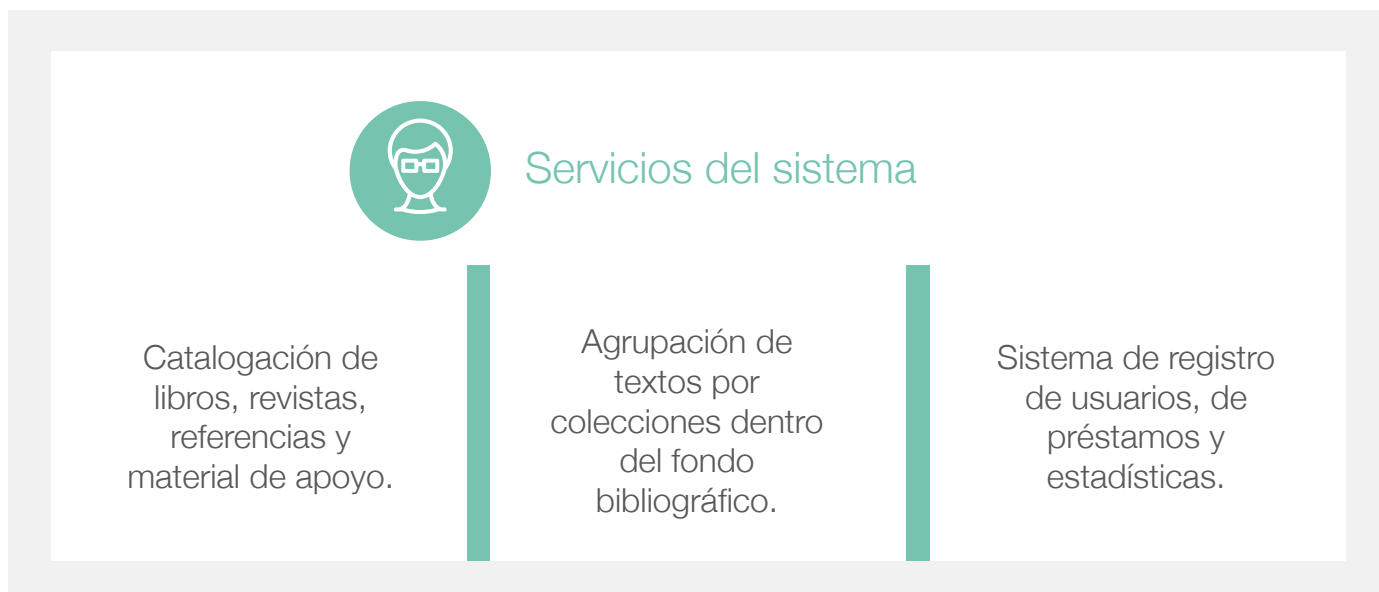 Servicios del sistema
Catalogación de
libros, revistas,
referencias y
material de apoyo.
Agrupación de
textos por
colecciones dentro
del fondo
bibliográfico.
Sistema de registro
de usuarios, de
préstamos y
estadísticas.